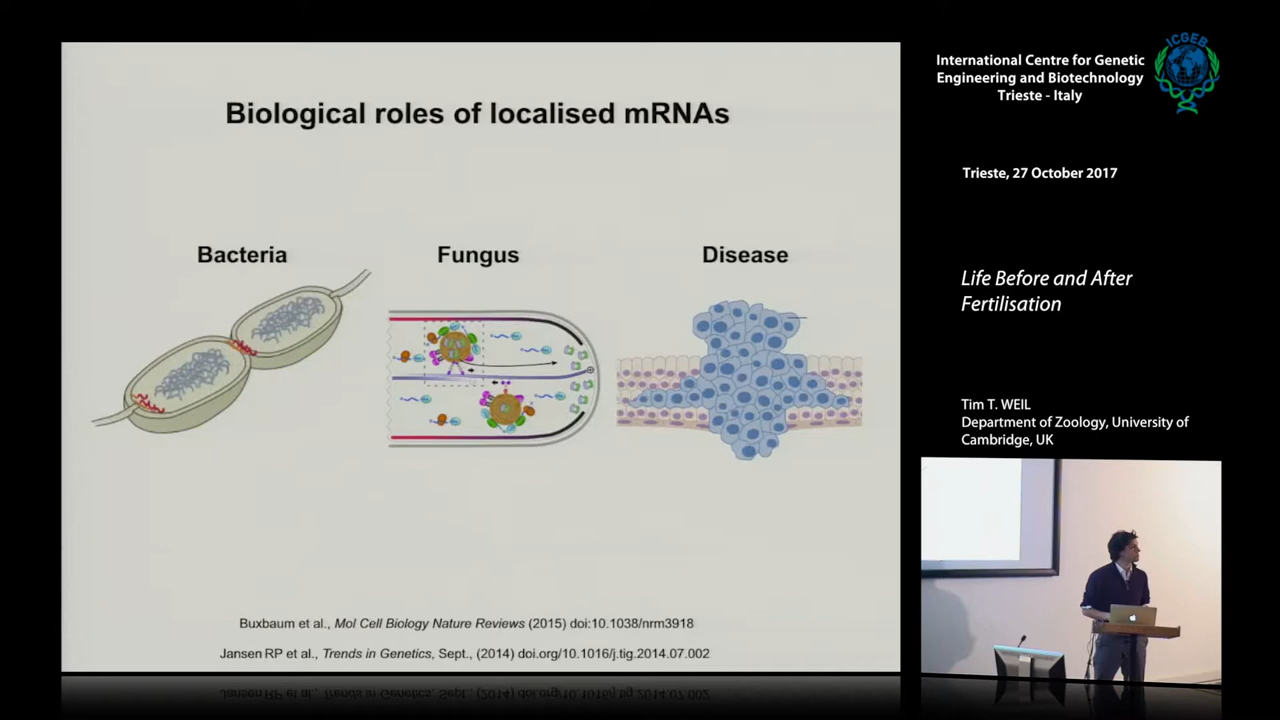 Biological roles of localised mRNAs
Bacteria
Fungus
Disease
Buxbaum et al., Mol Cell Biology Nature Reviews (2015) doi:10.1038/nrm3918
Jansen RP et al., Trends in Genetics, Sept., (2014) doi.org/10.1016/j.tig.2014.07.002
International Centre for Genetic
Engineering and Biotechnology
Trieste - Italy
ICGEB
Trieste, 27 October 2017
Life Before and After
Fertilisation
Tim T. WEIL
Department of Zoology, University of
Cambridge, UK